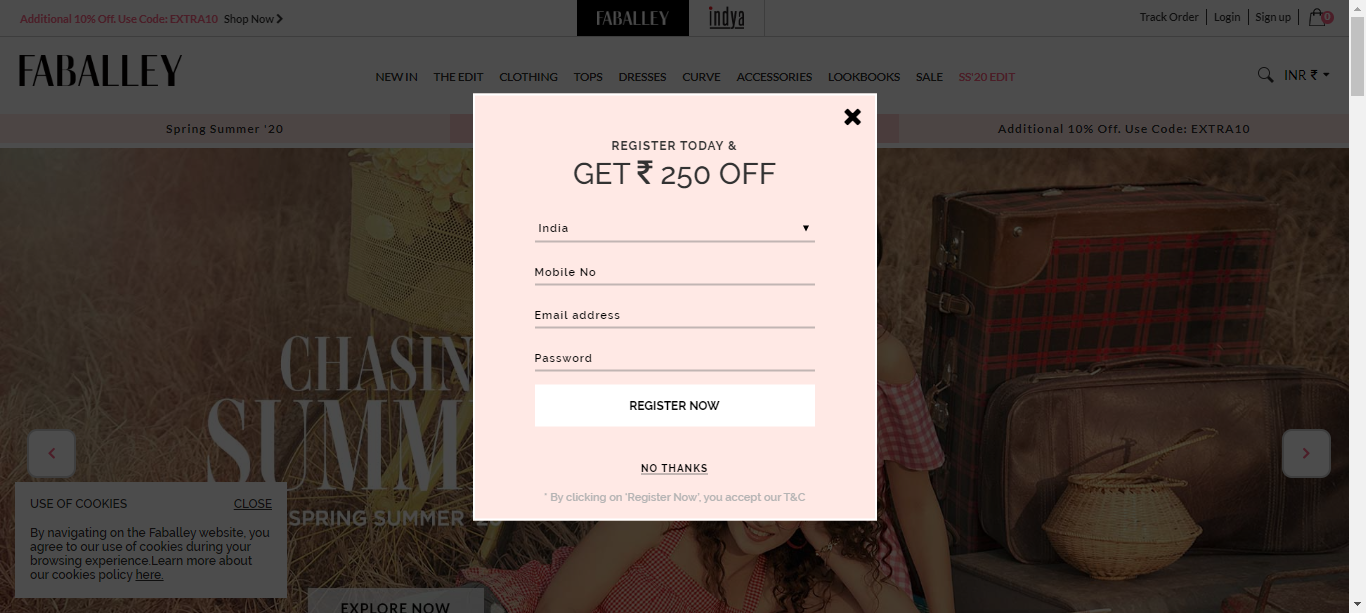 Additional 10% Off. Use Code: EXTRA10 Shop Now
FABALLEY
indya
Track Order Login Sign up 0
FABALLEY
NEW IN THE EDIT CLOTHING TOPS DRESSES CURVE ACCESSORIES LOOKBOOKS SALE SS'20 EDIT
INR ₹
Spring Summer '20
Additional 10% Off. Use Code: EXTRA10
REGISTER TODAY &
GET ₹ 250 OFF
India
Mobile No
Email address
Password
REGISTER NOW
NO THANKS
* By clicking on 'Register Now', you accept our T&C
CHASIN
SUMM
SPRING SUMMER '20
EXPLORE NOW
USE OF COOKIES CLOSE
By navigating on the Faballey website, you
agree to our use of cookies during your
browsing experience.Learn more about
our cookies policy here.